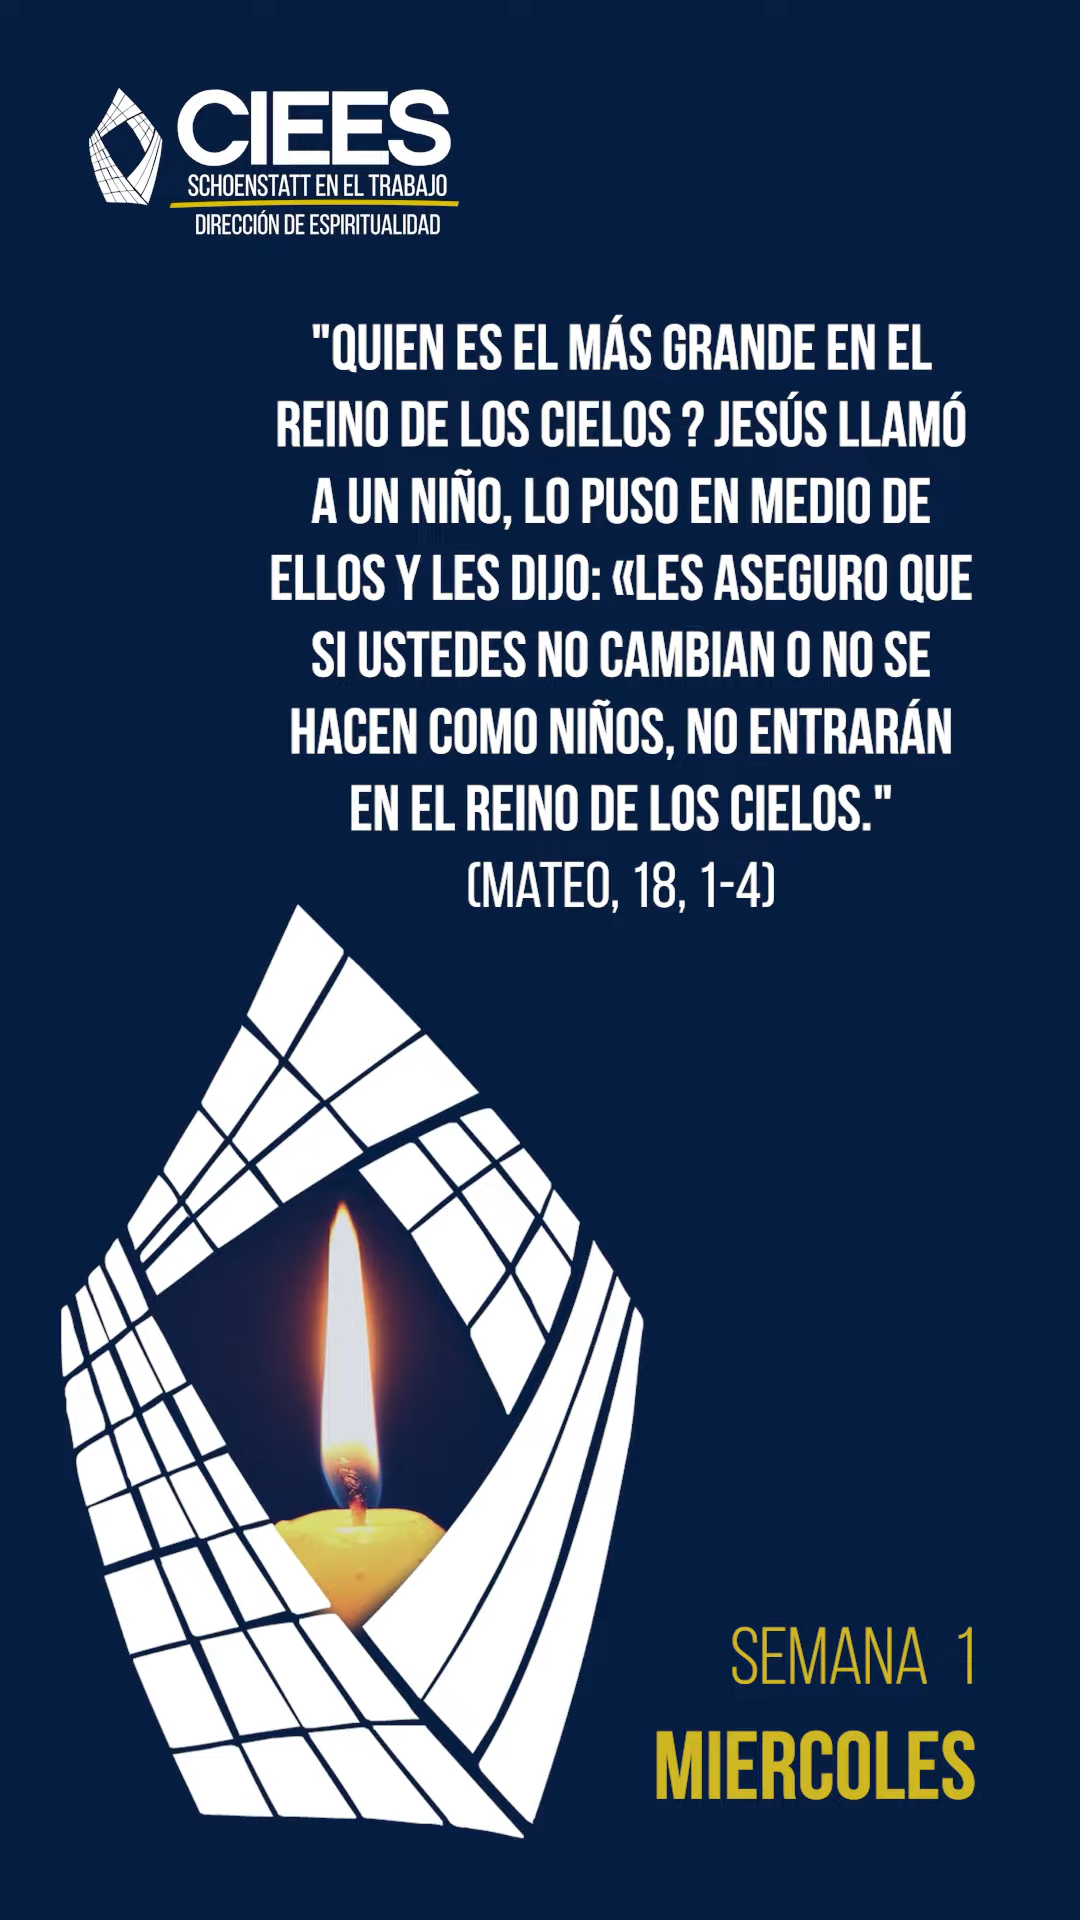 CIEES
SCHOENSTATT EN EL TRABAJO
DIRECCIÓN DE ESPIRITUALIDAD
"QUIEN ES EL MÁS GRANDE EN EL
REINO DE LOS CIELOS ? JESÚS LLAMÓ
A UN NIÑO, LO PUSO EN MEDIO DE
ELLOS Y LES DIJO: «LES ASEGURO QUE
SI USTEDES NO CAMBIAN O NO SE
HACEN COMO NIÑOS, NO ENTRARÁN
EN EL REINO DE LOS CIELOS."
(MATEO, 18, 1-4)
SEMANA 1
MIERCOLES